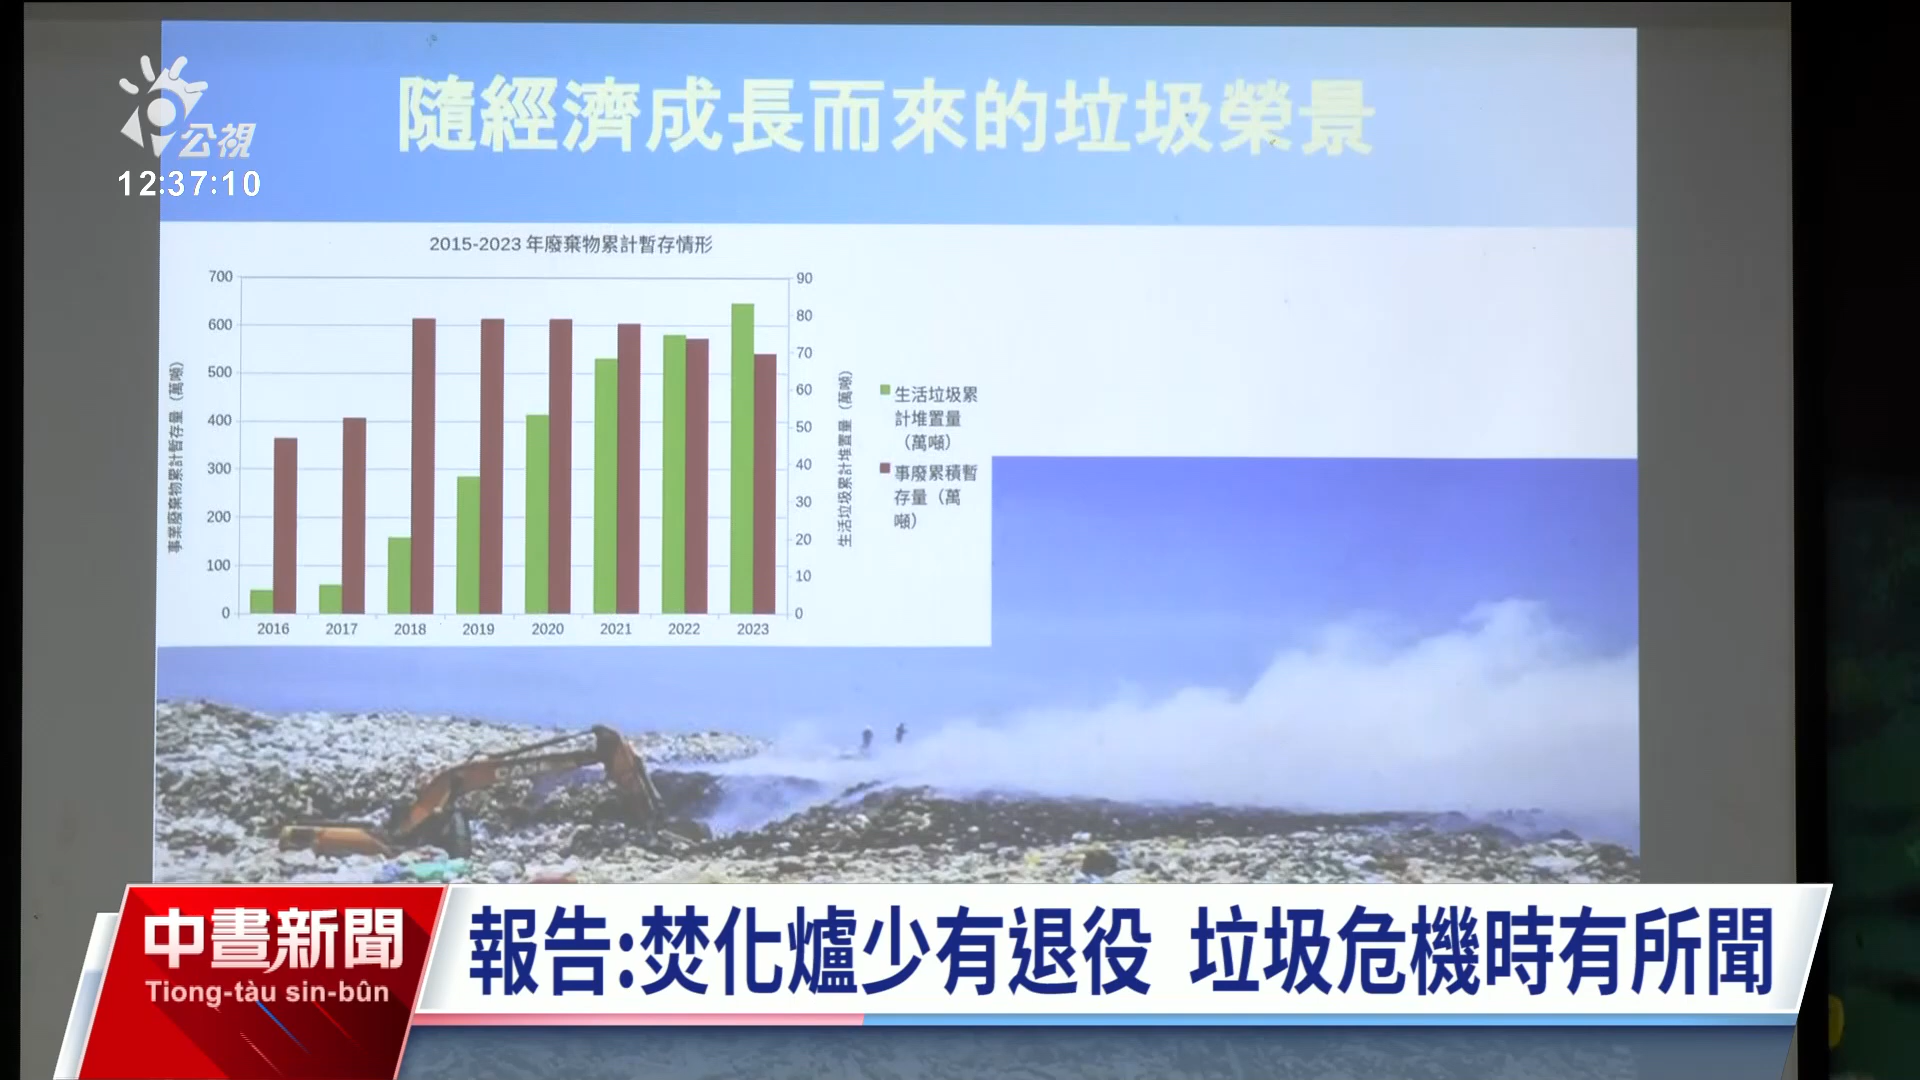 公視
12:37:10
隨經濟成長而來的垃圾榮景
2015-2023 年廢棄物累計暫存情形
700
600
500
400
300
200
100
0
90
80
70
60
50
40
30
20
10
0
事業廢棄物累計暫存量（萬噸）
生活垃圾累計堆置量（萬噸）
2016 2017 2018 2019 2020 2021 2022 2023
生活垃圾累
計堆置量
（萬噸）
事廢累積暫
存量（萬
噸）
CASE
中晝新聞
Tiong-tàu sin-bûn
報告:焚化爐少有退役 垃圾危機時有所聞